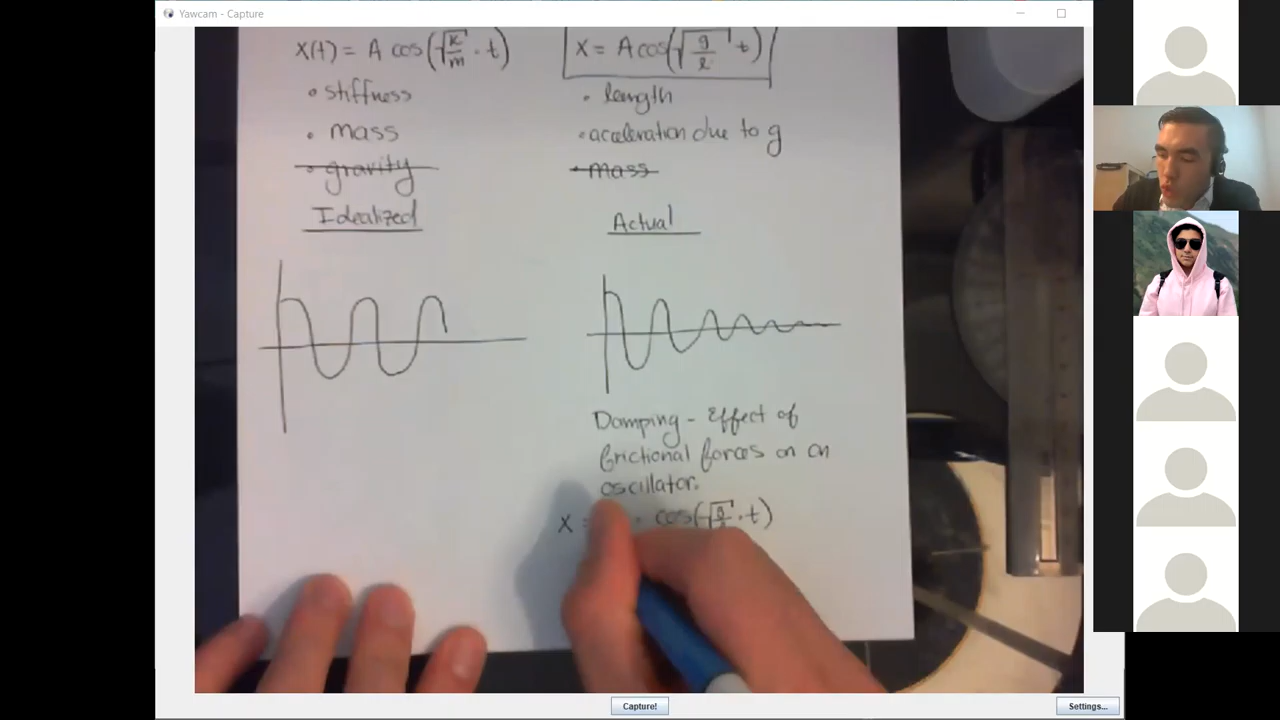 Yawcam - Capture
X(t) = A cos(√k/m · t)
• stiffness
• mass
• gravity
Idealized
X = A cos(√g/l t)
• length
• acceleration due to g
• mass
Actual
Damping - Effect of
frictional forces on an
oscillator.
X = · cos(√g · t)
Capture!
Settings...